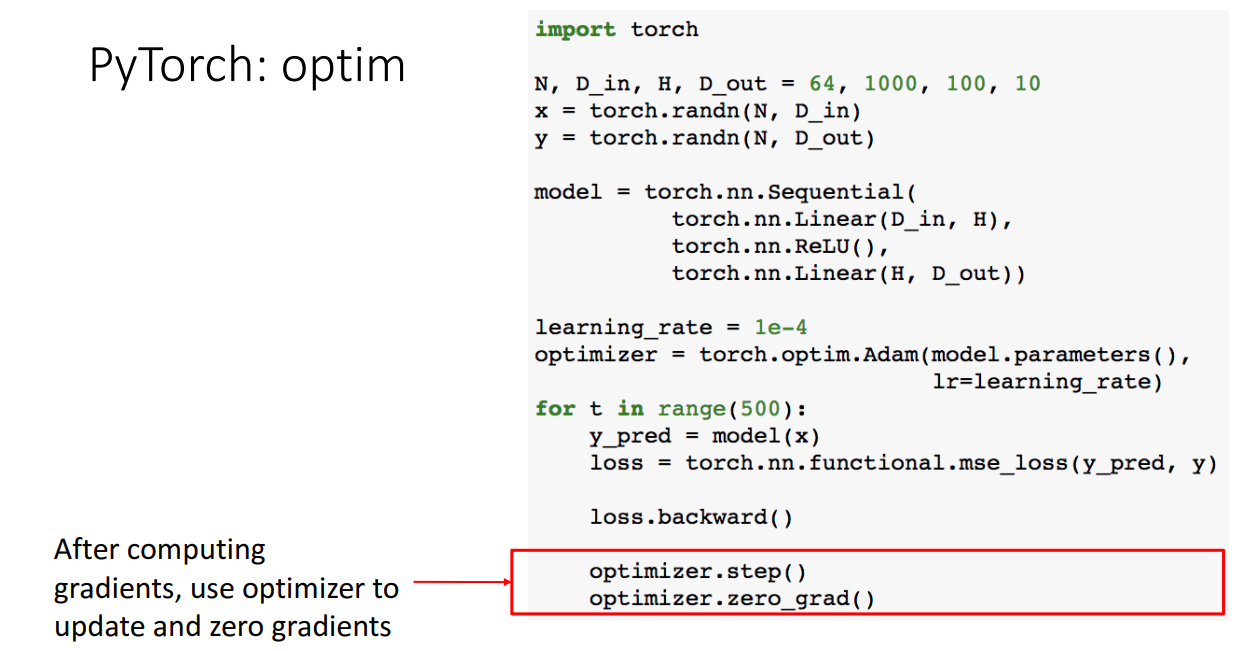 PyTorch: optim
import torch
N, D_in, H, D_out = 64, 1000, 100, 10
x = torch.randn(N, D_in)
y = torch.randn(N, D_out)
model = torch.nn.Sequential(
torch.nn.Linear(D_in, H),
torch.nn.ReLU(),
torch.nn.Linear(H, D_out))
learning_rate = 1e-4
optimizer = torch.optim.Adam(model.parameters(),
lr=learning_rate)
for t in range(500):
y_pred = model(x)
loss = torch.nn.functional.mse_loss(y_pred, y)
loss.backward()
optimizer.step()
optimizer.zero_grad()
After computing
gradients, use optimizer to
update and zero gradients